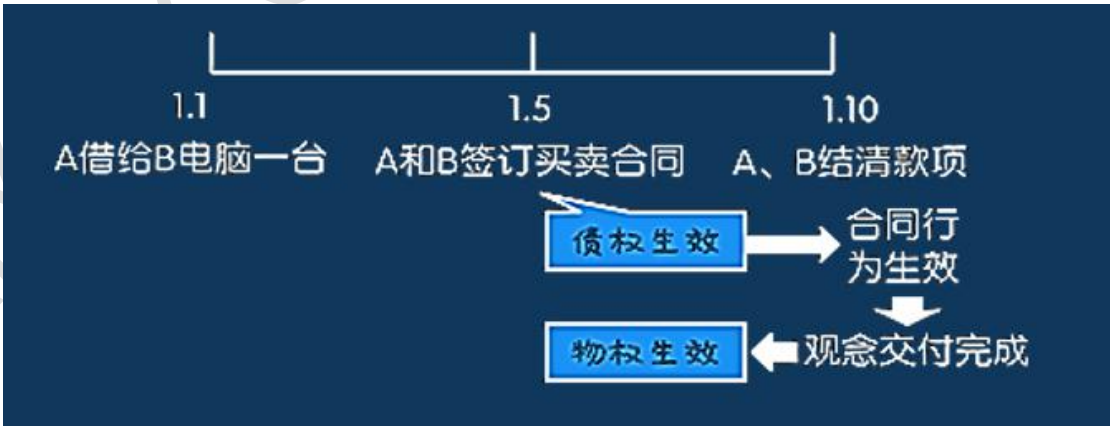 1.1
1.5
1.10
A借给B电脑一台
A和B签订买卖合同
A、B结清款项
债权生效
合同行
为生效
物权生效
观念交付完成